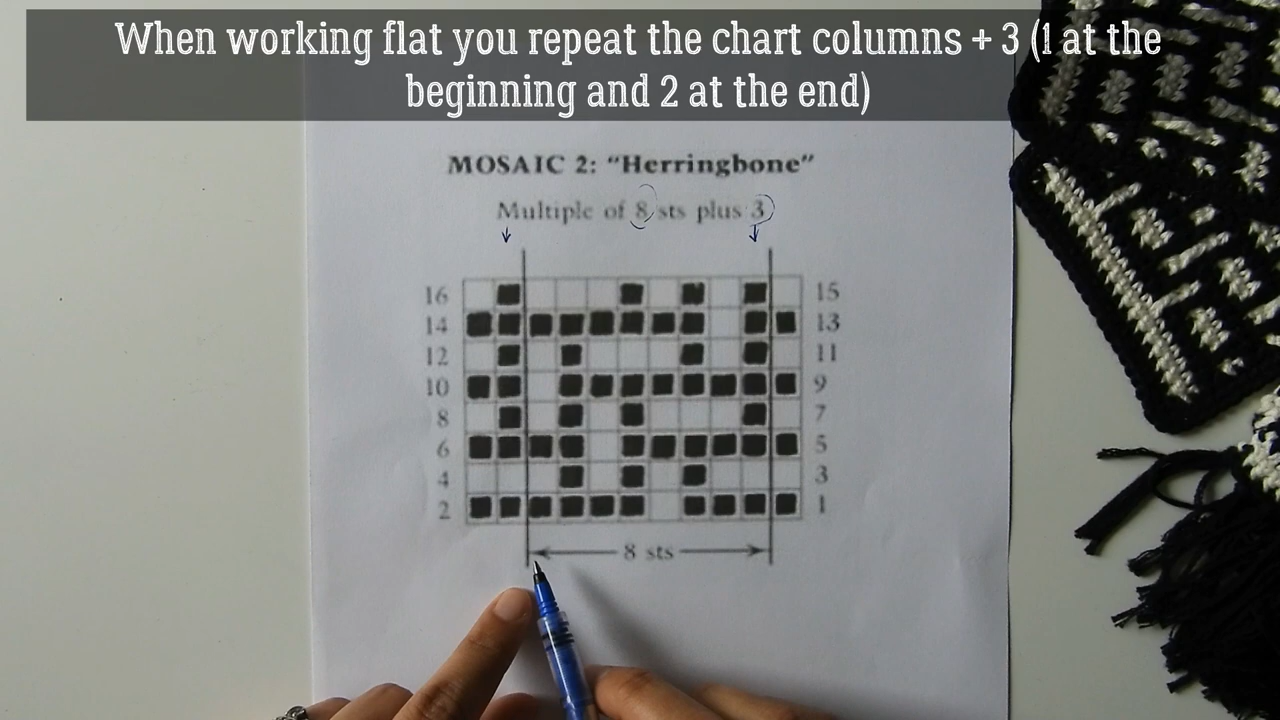 When working flat you repeat the chart columns + 3 (1 at the
beginning and 2 at the end)
MOSAIC 2: “Herringbone”
Multiple of 8 sts plus 3
16 15
14 13
12 11
10 9
8 7
6 5
4 3
2 1
8 sts